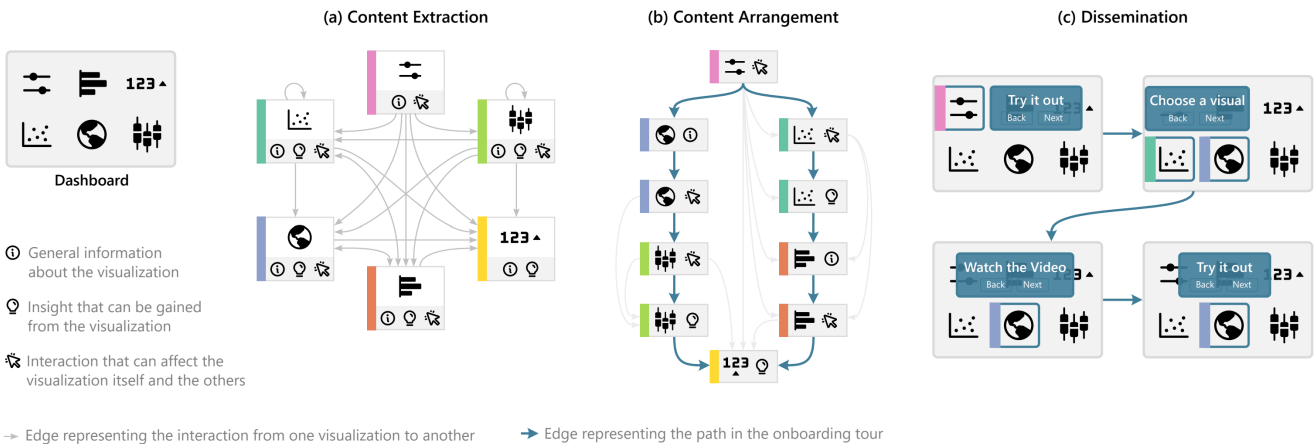 (a) Content Extraction
(b) Content Arrangement
(c) Dissemination
123
Dashboard
General information
about the visualization
Insight that can be gained
from the visualization
Interaction that can affect the
visualization itself and the others
123
123
Try it out
Back Next
123
Choose a visual
Back Next
123
Watch the Video
Back Next
123
Try it out
Back Next
123
Edge representing the interaction from one visualization to another
Edge representing the path in the onboarding tour